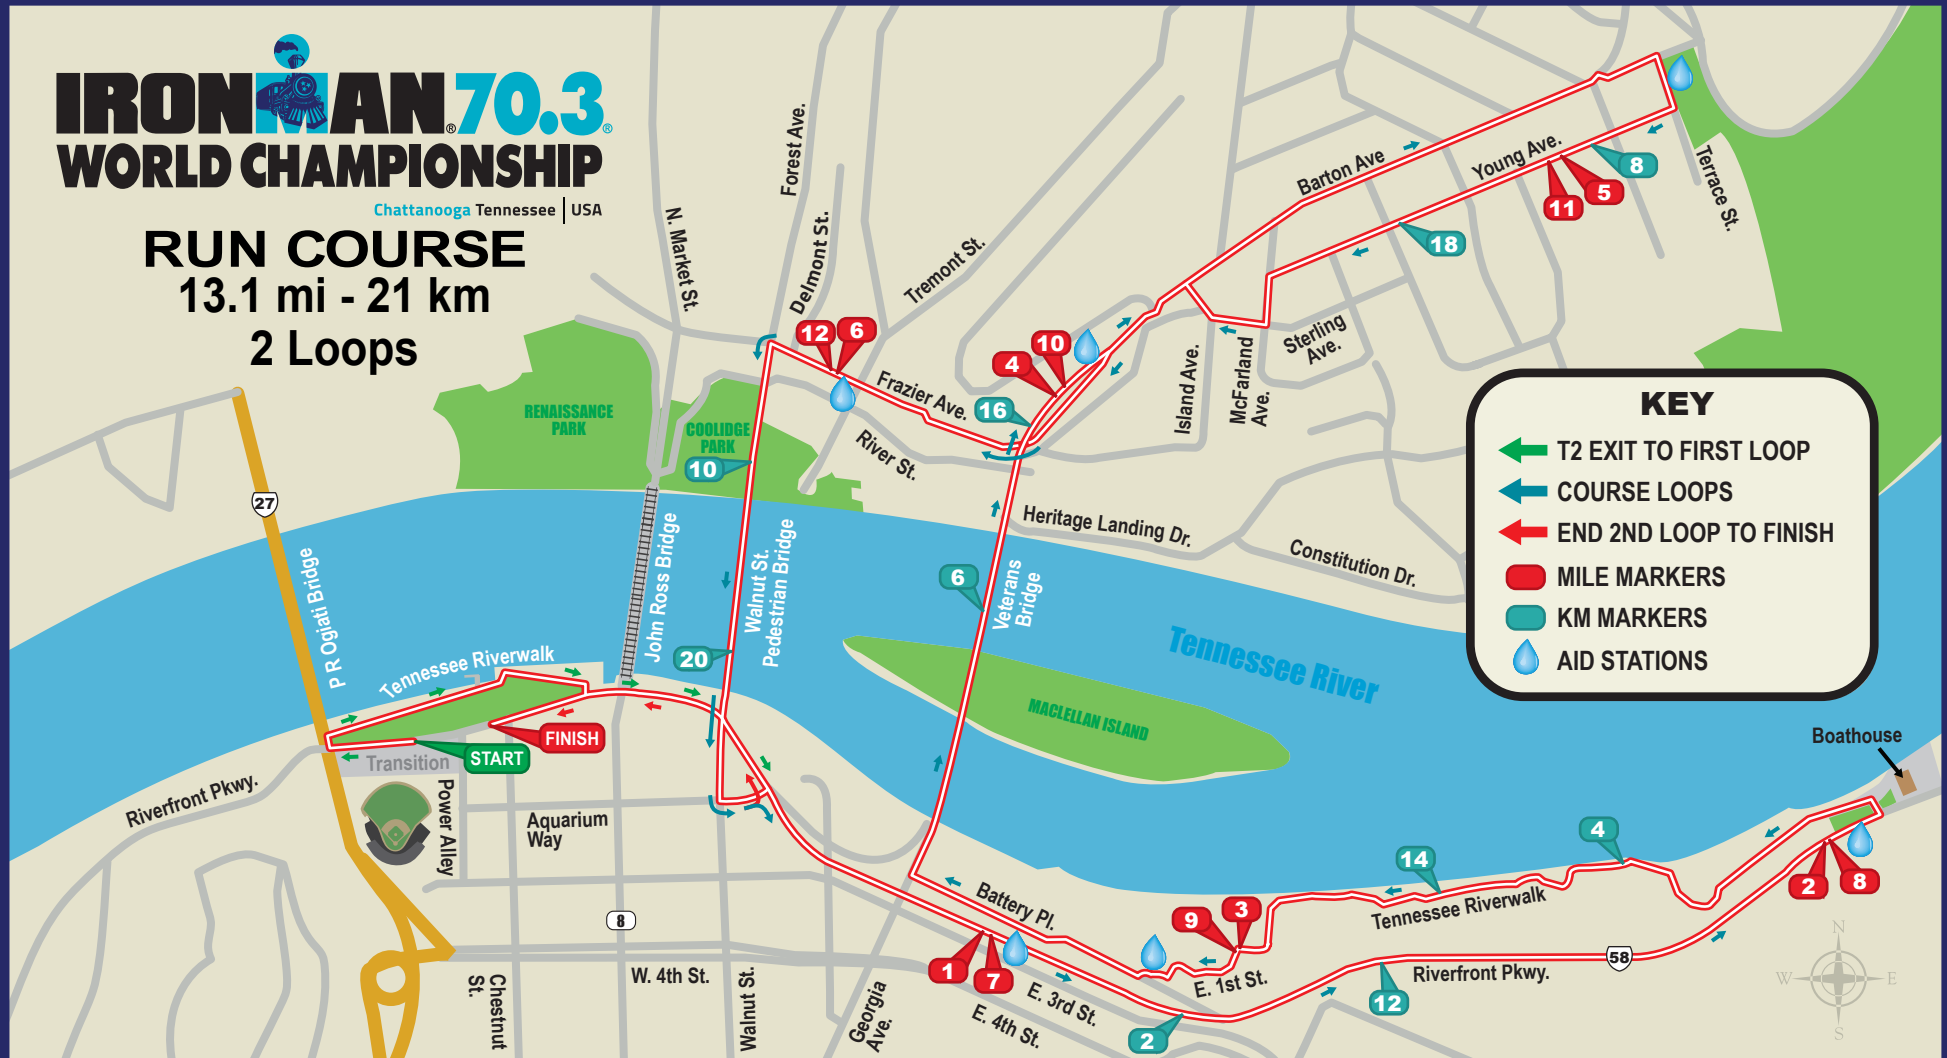 IRONMAN®70.3®
WORLD CHAMPIONSHIP
Chattanooga Tennessee | USA
RUN COURSE
13.1 mi - 21 km
2 Loops
N. Market St.
Forest Ave.
Delmont St.
Tremont St.
Barton Ave
Young Ave.
Terrace St.
8
5
11
18
12
6
10
4
16
Frazier Ave.
River St.
Island Ave.
McFarland
Ave.
Sterling
Ave.
RENAISSANCE
PARK
COOLIDGE
PARK
10
27
P R Ogiati Bridge
John Ross Bridge
Walnut St.
Pedestrian Bridge
Veterans
Bridge
6
20
Heritage Landing Dr.
Constitution Dr.
Tennessee River
MACLELLAN ISLAND
Tennessee Riverwalk
FINISH
START
Transition
Riverfront Pkwy.
Power Alley
Aquarium
Way
8
W. 4th St.
Chestnut
St.
Walnut St.
Georgia
Ave.
Battery Pl.
1
7
E. 3rd St.
E. 4th St.
2
9
3
E. 1st St.
14
4
Tennessee Riverwalk
12
Riverfront Pkwy.
58
2
8
Boathouse
KEY
T2 EXIT TO FIRST LOOP
COURSE LOOPS
END 2ND LOOP TO FINISH
MILE MARKERS
KM MARKERS
AID STATIONS
N
W
E
S